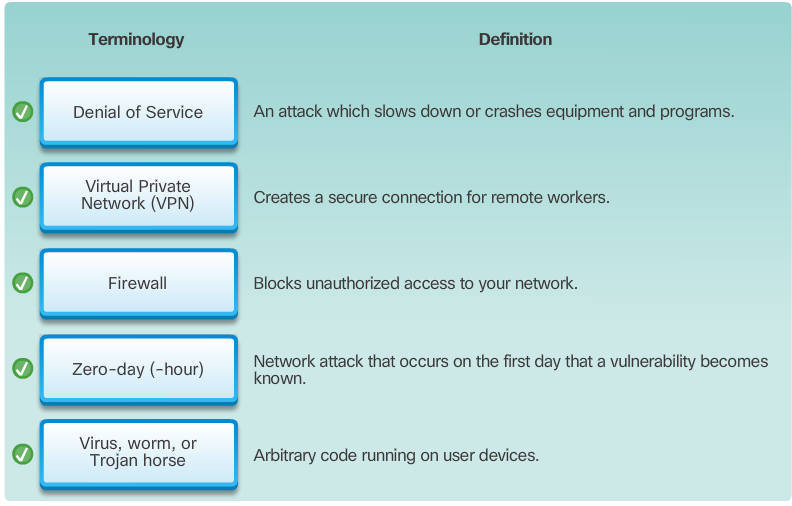 Terminology
Definition
Denial of Service
An attack which slows down or crashes equipment and programs.
Virtual Private
Network (VPN)
Creates a secure connection for remote workers.
Firewall
Blocks unauthorized access to your network.
Zero-day (-hour)
Network attack that occurs on the first day that a vulnerability becomes
known.
Virus, worm, or
Trojan horse
Arbitrary code running on user devices.